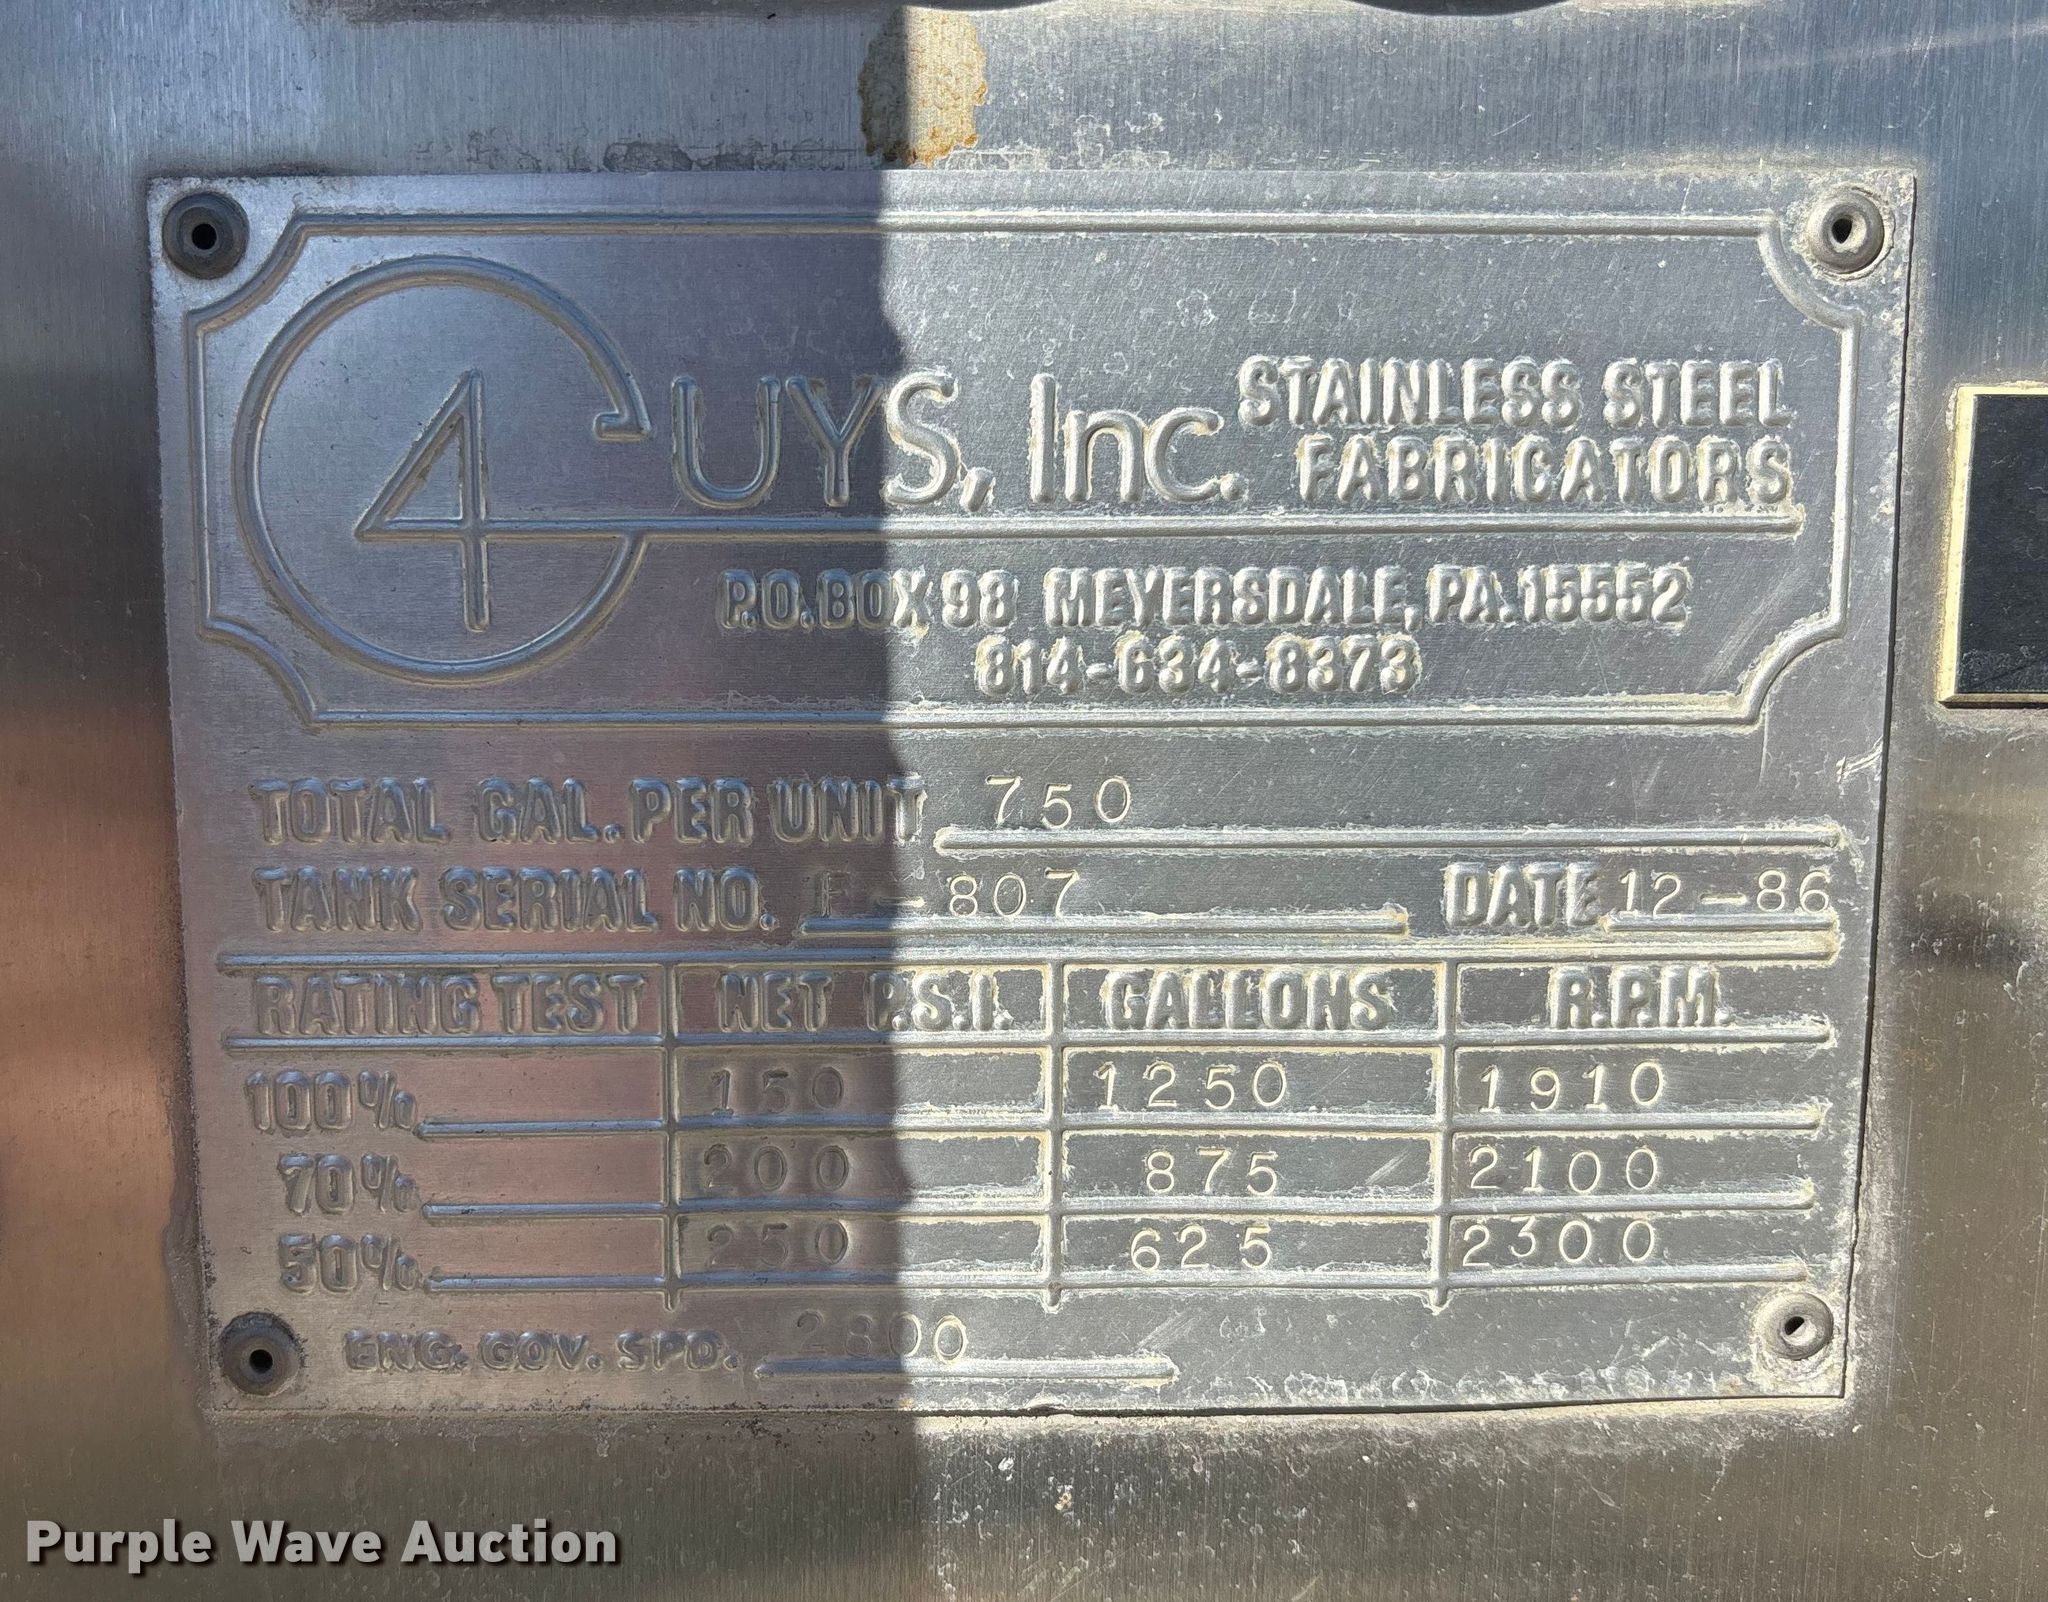 4 GUYS, Inc. STAINLESS STEEL FABRICATORS
P.O. BOX 98 MEYERSDALE, PA. 15552
814-634-8373
TOTAL GAL. PER UNIT 750
TANK SERIAL NO. F-807 DATE 12-86
RATING TEST NET P.S.I. GALLONS R.P.M.
100% 150 1250 1910
70% 200 875 2100
50% 250 625 2300
ENG. GOV. SPD. 2800
Purple Wave Auction